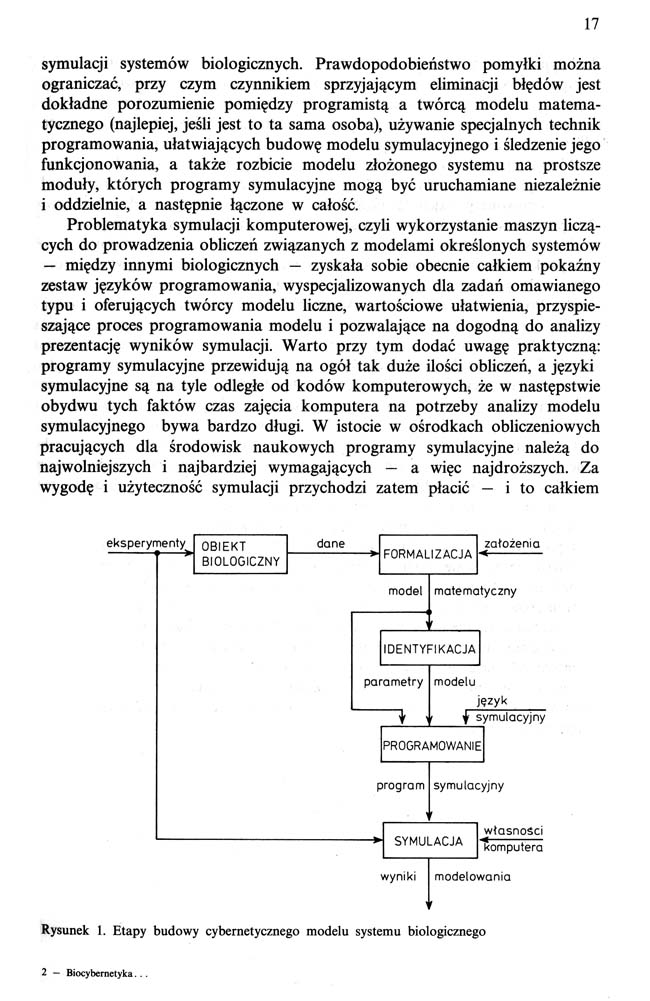 17
symulacji systemów biologicznych. Prawdopodobieństwo pomyłki można
ograniczać, przy czym czynnikiem sprzyjającym eliminacji błędów jest
dokładne porozumienie pomiędzy programistą a twórcą modelu matema-
tycznego (najlepiej, jeśli jest to ta sama osoba), używanie specjalnych technik
programowania, ułatwiających budowę modelu symulacyjnego i śledzenie jego
funkcjonowania, a także rozbicie modelu złożonego systemu na prostsze
moduły, których programy symulacyjne mogą być uruchamiane niezależnie
i oddzielnie, a następnie łączone w całość.
Problematyka symulacji komputerowej, czyli wykorzystanie maszyn liczą-
cych do prowadzenia obliczeń związanych z modelami określonych systemów
— między innymi biologicznych — zyskała sobie obecnie całkiem pokaźny
zestaw języków programowania, wyspecjalizowanych dla zadań omawianego
typu i oferujących twórcy modelu liczne, wartościowe ułatwienia, przyspie-
szające proces programowania modelu i pozwalające na dogodną do analizy
prezentację wyników symulacji. Warto przy tym dodać uwagę praktyczną:
programy symulacyjne przewidują na ogół tak duże ilości obliczeń, a języki
symulacyjne są na tyle odległe od kodów komputerowych, że w następstwie
obydwu tych faktów czas zajęcia komputera na potrzeby analizy modelu
symulacyjnego bywa bardzo długi. W istocie w ośrodkach obliczeniowych
pracujących dla środowisk naukowych programy symulacyjne należą do
najwolniejszych i najbardziej wymagających — a więc najdroższych. Za
wygodę i użyteczność symulacji przychodzi zatem płacić — i to całkiem
eksperymenty
OBIEKT
BIOLOGICZNY
dane
FORMALIZACJA
założenia
model matematyczny
IDENTYFIKACJA
parametry modelu
język
symulacyjny
PROGRAMOWANIE
program symulacyjny
SYMULACJA
własności
komputera
wyniki modelowania
Rysunek 1. Etapy budowy cybernetycznego modelu systemu biologicznego
2 — Biocybernetyka...